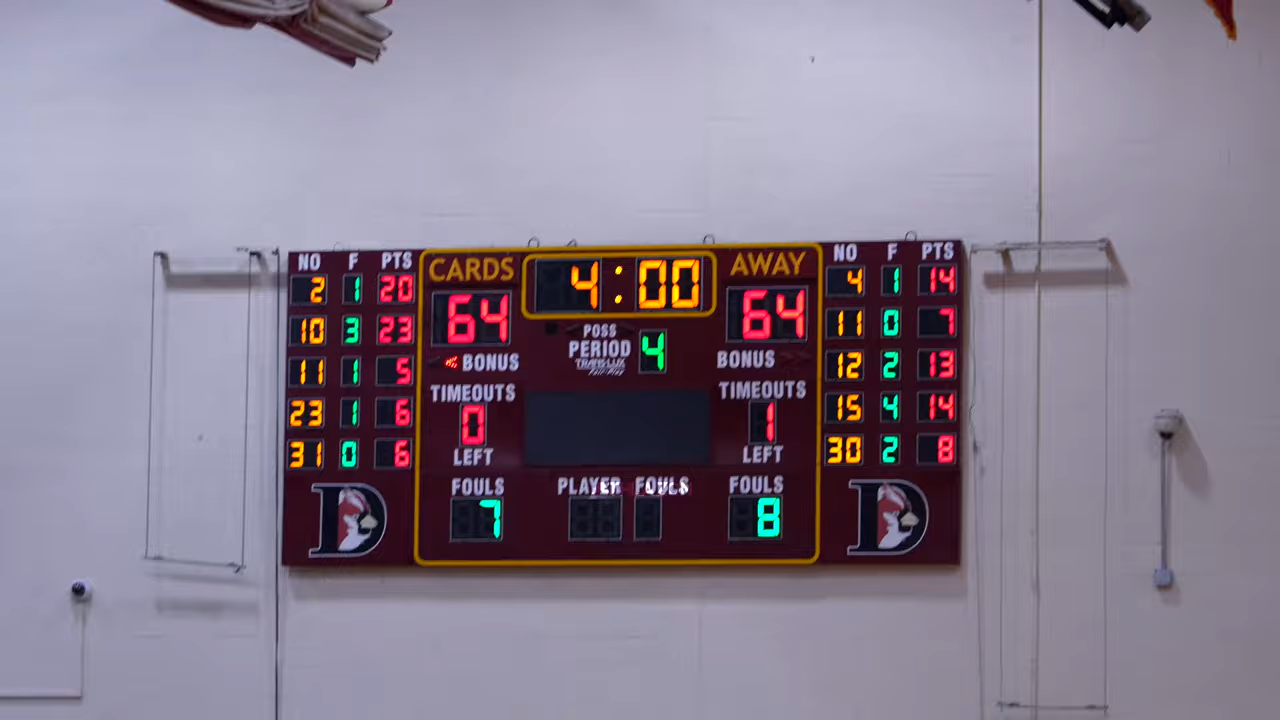 NO F PTS
2 1 20
10 3 23
11 1 5
23 1 6
31 0 6
D
CARDS
64
BONUS
TIMEOUTS
0
LEFT
FOULS
7
4:00
POSS
PERIOD 4
TRANS-LUX
PLAYER FOULS
AWAY
64
BONUS
TIMEOUTS
1
LEFT
FOULS
8
NO F PTS
4 1 14
11 0 7
12 2 13
15 4 14
30 2 8
D